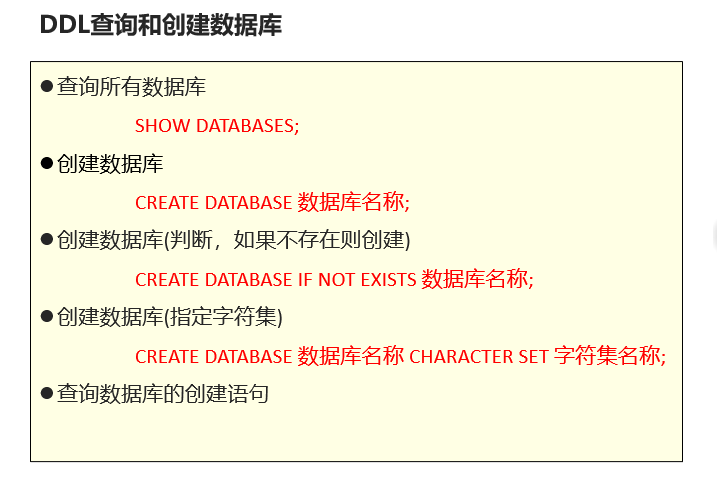 DDL查询和创建数据库
●查询所有数据库
SHOW DATABASES;
●创建数据库
CREATE DATABASE 数据库名称;
●创建数据库(判断，如果不存在则创建)
CREATE DATABASE IF NOT EXISTS 数据库名称;
●创建数据库(指定字符集)
CREATE DATABASE 数据库名称 CHARACTER SET 字符集名称;
●查询数据库的创建语句